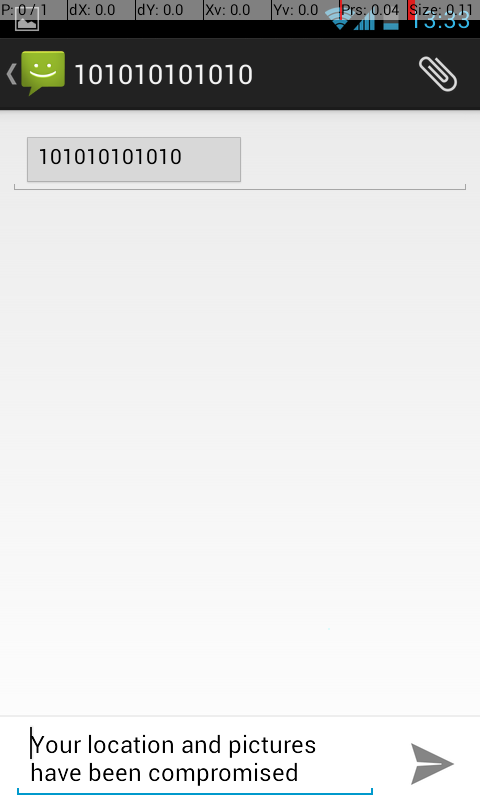 P: 0 / 1 dX: 0.0 dY: 0.0 Xv: 0.0 Yv: 0.0 Prs: 0.04 Size: 0.11
13:33
101010101010
101010101010
Your location and pictures
have been compromised